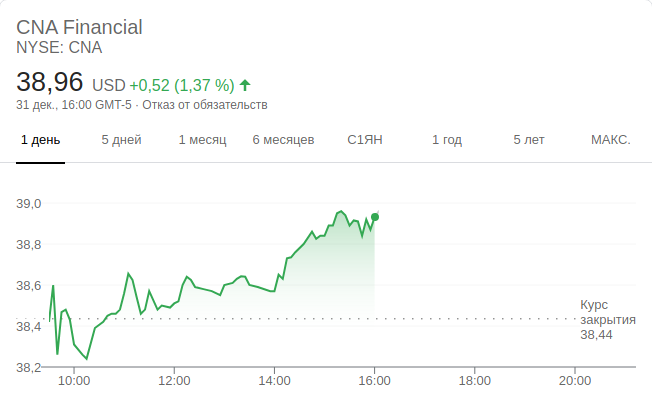 CNA Financial
NYSE: CNA
38,96 USD +0,52 (1,37 %)
31 дек., 16:00 GMT-5 · Отказ от обязательств
1 день 5 дней 1 месяц 6 месяцев С1ЯН 1 год 5 лет МАКС.
39,0
38,8
38,6
38,4
38,2
Курс
закрытия
38,44
10:00 12:00 14:00 16:00 18:00 20:00